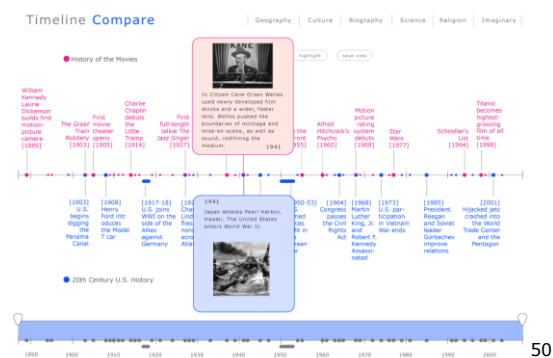 Timeline Compare
Geography
Culture
Biography
Science
Religion
Imaginary
History of the Movies
highlight
save view
KANE
In Citizen Cane Orsen Welles
used newly developed film
stocks and a wider, faster
lens. Welles pushed the
boundaries of montage and
mise-en-scene, as well as
sound, redifining the
medium.
1941
William
Kennedy
Laurie
Dickenson
builds first
motion-
picture
camera
[1889]
The Great
Train
Robbery
[1903]
First
movie
theater
opens
[1905]
Charlie
Chaplin
debuts
the
Little
Tramp
[1914]
First
full-length
talkie The
Jazz Singer
[1927]
Alfred
Hitchcock's
Psycho
[1960]
Motion
picture
rating
system
debuts
[1968]
Star
Wars
[1977]
Schindler's
List
[1994]
Titanic
becomes
highest-
grossing
film of all
time
[1998]
[1903]
U.S.
begins
digging
the
Panama
Canal
[1908]
Henry
Ford intr
oduces
the Model
T car
[1917-18]
U.S. joins
WWI on the
side of the
Allies
against
Germany
1941
Japan attacks Pearl Harbor,
Hawaii. The United States
enters World War II.
[1964]
Congress
passes
the Civil
Rights
Act
[1968]
Martin
Luther
King, Jr.
and
Robert F.
Kennedy
Assassi-
nated
[1973]
U.S. par-
ticipation
in Vietnam
War ends
[1985]
President
Reagan
and Soviet
leader
Gorbachev
improve
relations
[2001]
Hijacked jets
crashed into
the World
Trade Center
and the
Pentagon
20th Century U.S. History
1890
1900
1910
1920
1930
1940
1950
1960
1970
1980
1990
2000
50